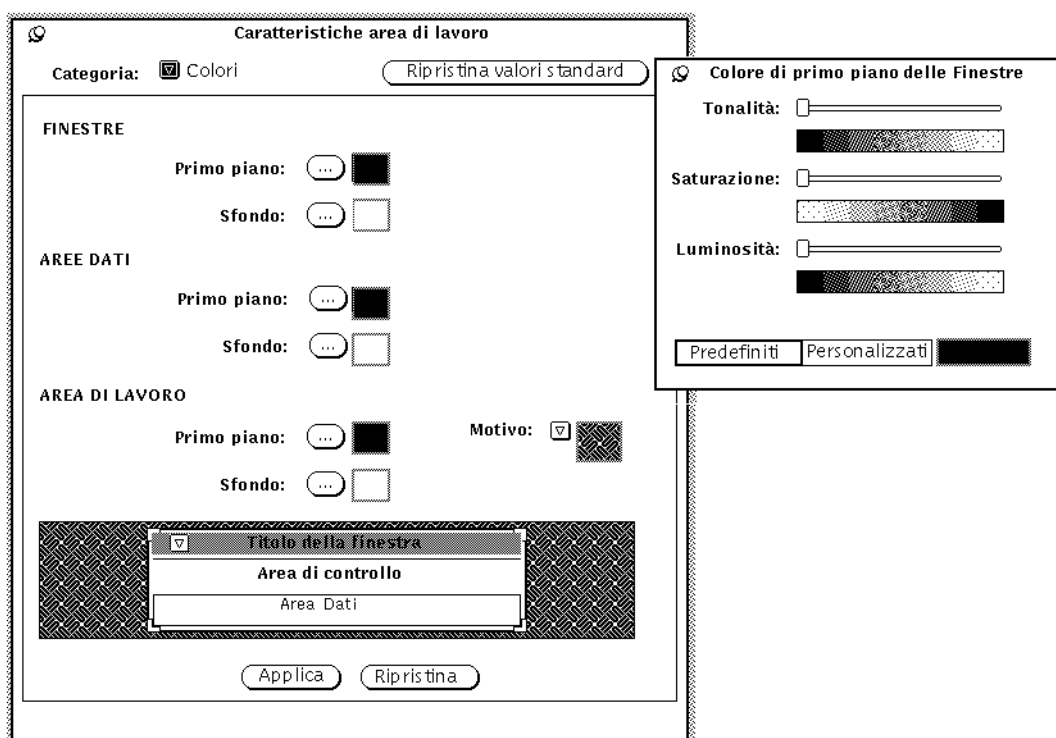 Caratteristiche area di lavoro
Categoria: Colori
Ripristina valori standard
FINESTRE
Primo piano: ...
Sfondo: ...
AREE DATI
Primo piano: ...
Sfondo: ...
AREA DI LAVORO
Primo piano: ...
Motivo:
Sfondo: ...
Titolo della finestra
Area di controllo
Area Dati
Applica
Ripristina
Colore di primo piano delle Finestre
Tonalità:
Saturazione:
Luminosità:
Predefiniti
Personalizzati